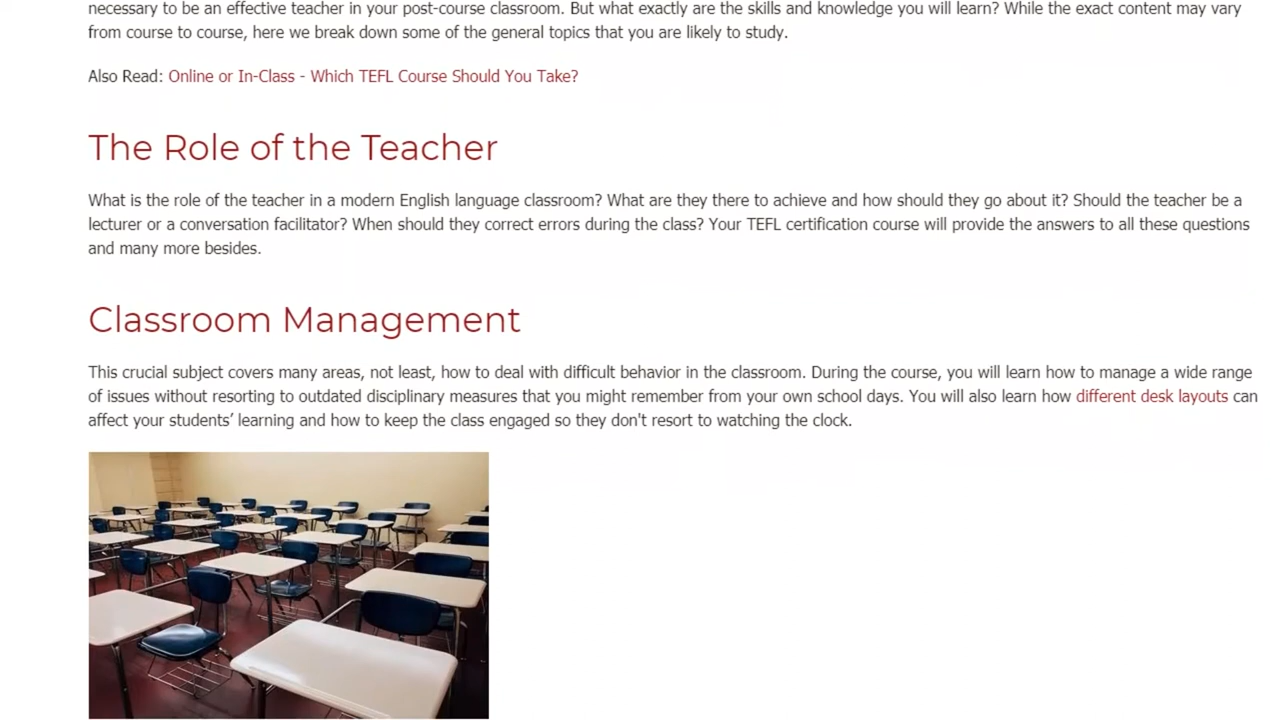 necessary to be an effective teacher in your post-course classroom. But what exactly are the skills and knowledge you will learn? While the exact content may vary
from course to course, here we break down some of the general topics that you are likely to study.
Also Read: Online or In-Class - Which TEFL Course Should You Take?
The Role of the Teacher
What is the role of the teacher in a modern English language classroom? What are they there to achieve and how should they go about it? Should the teacher be a
lecturer or a conversation facilitator? When should they correct errors during the class? Your TEFL certification course will provide the answers to all these questions
and many more besides.
Classroom Management
This crucial subject covers many areas, not least, how to deal with difficult behavior in the classroom. During the course, you will learn how to manage a wide range
of issues without resorting to outdated disciplinary measures that you might remember from your own school days. You will also learn how different desk layouts can
affect your students’ learning and how to keep the class engaged so they don't resort to watching the clock.